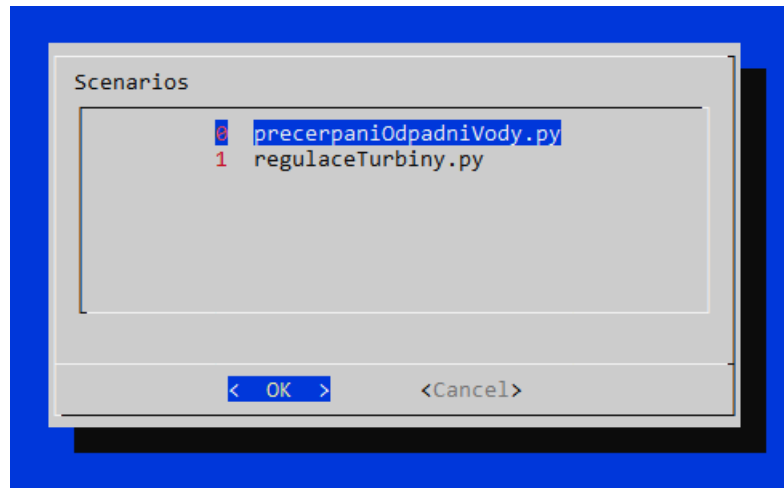 Scenarios
0 precerpaniOdpadniVody.py
1 regulaceTurbiny.py
< OK > <Cancel>